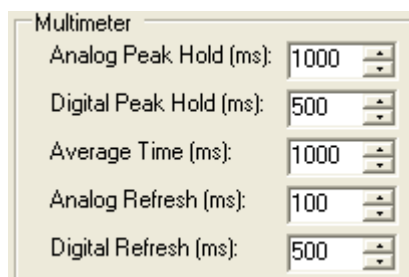 Multimeter
Analog Peak Hold (ms): 1000
Digital Peak Hold (ms): 500
Average Time (ms): 1000
Analog Refresh (ms): 100
Digital Refresh (ms): 500